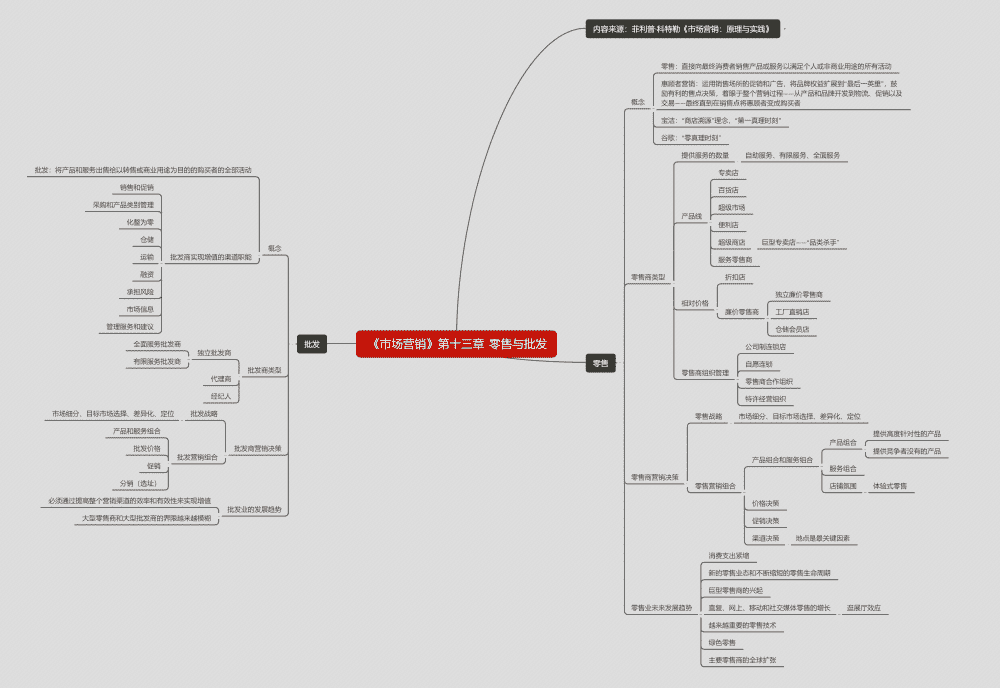 内容来源：菲利普·科特勒《市场营销：原理与实践》
《市场营销》第十三章 零售与批发
零售
概念
零售：直接向最终消费者销售产品或服务以满足个人或非商业用途的所有活动
惠顾者营销：运用销售场所的促销和广告，将品牌权益扩展到“最后一英里”，鼓
励有利的售点决策，着眼于整个营销过程——从产品和品牌开发到物流、促销以及
交易——最终直到在销售点将惠顾者变成购买者
宝洁：“商店溯源”理念，“第一真理时刻”
谷歌：“零真理时刻”
零售商类型
提供服务的数量
自助服务、有限服务、全面服务
产品线
专卖店
百货店
超级市场
便利店
超级商店
巨型专卖店——“品类杀手”
服务零售商
相对价格
折扣店
廉价零售商
独立廉价零售商
工厂直销店
仓储会员店
零售商组织管理
公司制连锁店
自愿连锁
零售商合作组织
特许经营组织
零售商营销决策
零售战略
市场细分、目标市场选择、差异化、定位
零售营销组合
产品组合和服务组合
产品组合
提供高度针对性的产品
提供竞争者没有的产品
服务组合
店铺氛围
体验式零售
价格决策
促销决策
渠道决策
地点是最关键因素
零售业未来发展趋势
消费支出紧缩
新的零售业态和不断缩短的零售生命周期
巨型零售商的兴起
直复、网上、移动和社交媒体零售的增长
逛展厅效应
越来越重要的零售技术
绿色零售
主要零售商的全球扩张
批发
概念
批发：将产品和服务出售给以转售或商业用途为目的的购买者的全部活动
批发商实现增值的渠道职能
销售和促销
采购和产品类别管理
化整为零
仓储
运输
融资
承担风险
市场信息
管理服务和建议
批发商类型
独立批发商
全面服务批发商
有限服务批发商
代理商
经纪人
批发商营销决策
批发战略
市场细分、目标市场选择、差异化、定位
批发营销组合
产品和服务组合
批发价格
促销
分销（选址）
批发业的发展趋势
必须通过提高整个营销渠道的效率和有效性来实现增值
大型零售商和大型批发商的界限越来越模糊